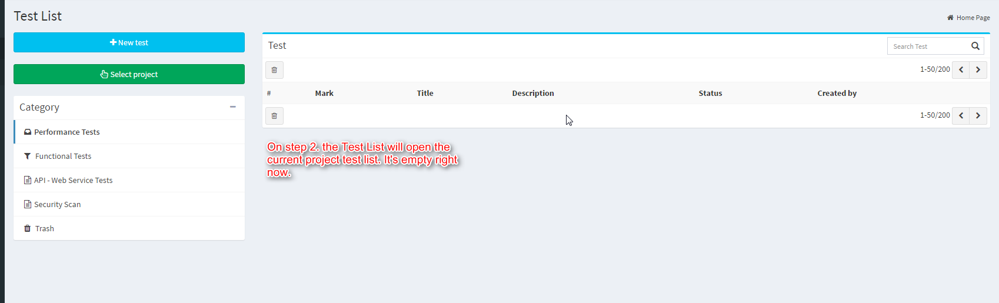 Test List
Home Page
New test
Select project
Category
Performance Tests
Functional Tests
API - Web Service Tests
Security Scan
Trash
Test
Search Test
1-50/200
# Mark Title Description Status Created by
1-50/200
On step 2. the Test List will open the
current project test list. It's empty right
now.